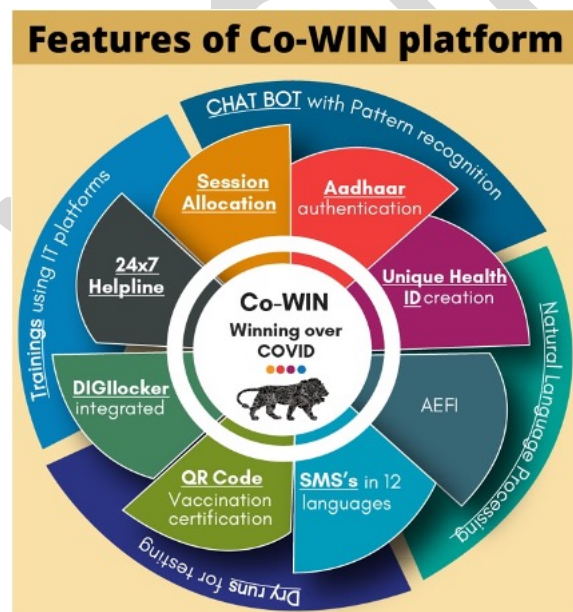 Features of Co-WIN platform
CHAT BOT with Pattern recognition
Natural Language Processing
Dry runs for testing
Trainings using IT platforms
Session
Allocation
Aadhaar
authentication
Unique Health
ID creation
AEFI
SMS's in 12
languages
QR Code
Vaccination
certification
DIGIlocker
integrated
24x7
Helpline
Co-WIN
Winning over
COVID